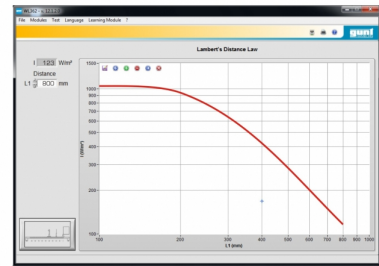 File Modules Test Language Learning Module ?
gunt
Lambert's Distance Law
I 123 W/m²
Distance
L1 800 mm
1500
1000
900
800
700
600
500
400
300
200
100
I (W/m²)
100 200 300 400 500 600 700 800 900 1000
L1 (mm)